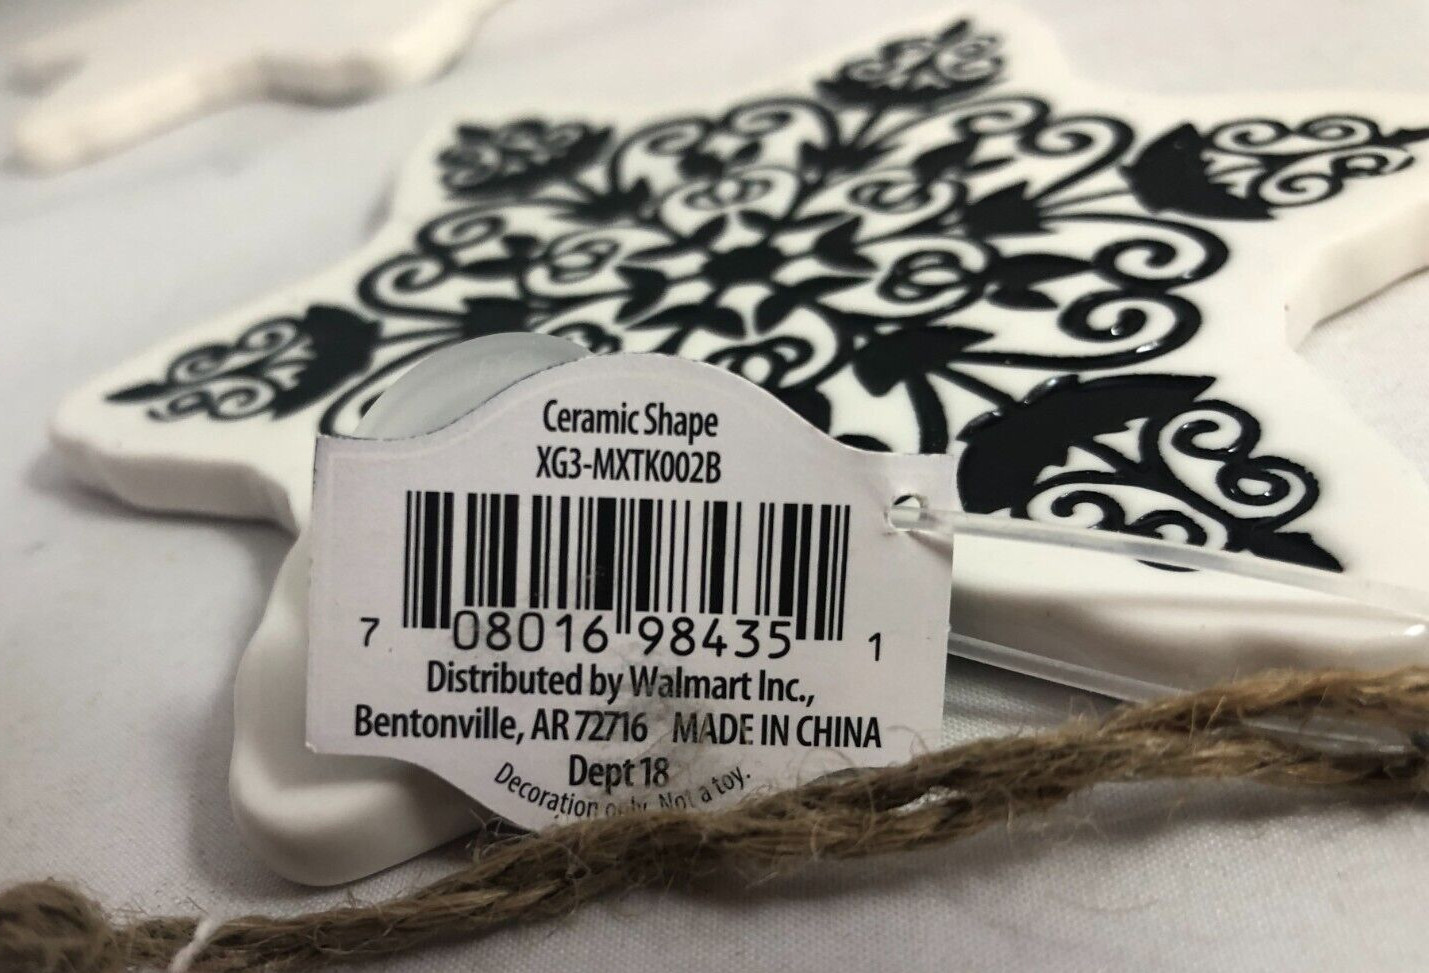 Ceramic Shape
XG3-MXTK002B
7 08016 98435 1
Distributed by Walmart Inc.,
Bentonville, AR 72716 MADE IN CHINA
Dept 18
Decoration only. Not a toy.